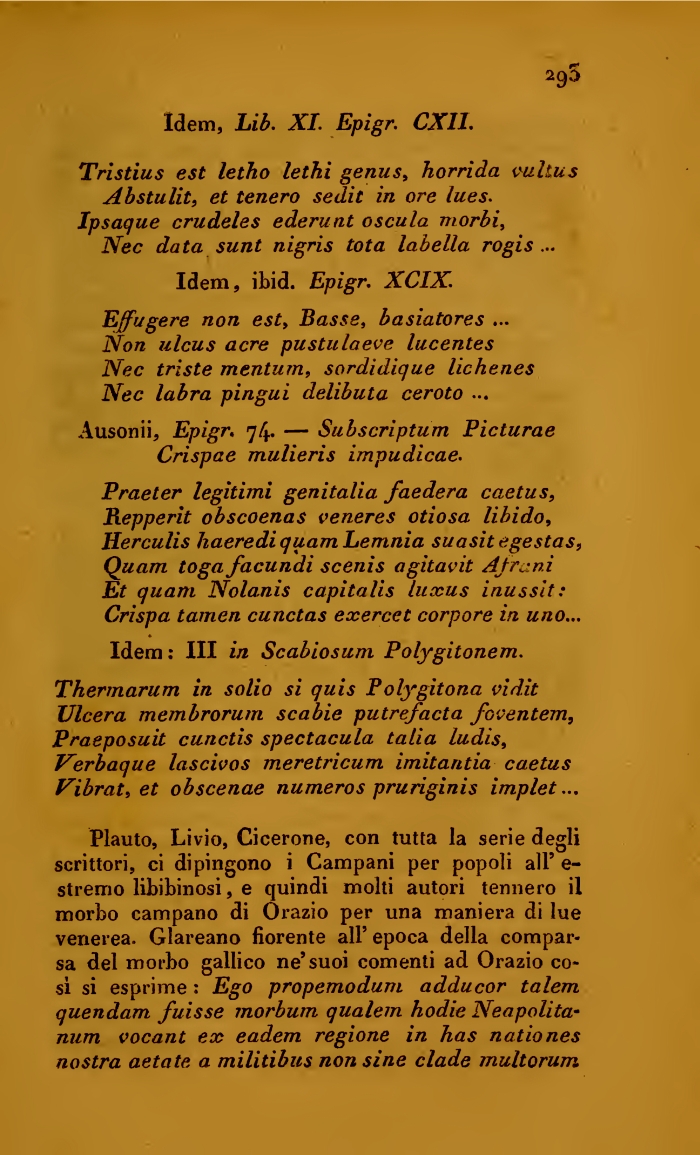 295
Idem, Lib. XI. Epigr. CXII.
Tristius est letho lethi genus, horrida vultus
Abstulit, et tenero sedit in ore lues.
Ipsaque crudeles ederunt oscula morbi,
Nec data sunt nigris tota labella rogis ...
Idem, ibid. Epigr. XCIX.
Effugere non est, Basse, basiatores ...
Non ulcus acre pustulaeve lucentes
Nec triste mentum, sordidique lichenes
Nec labra pingui delibuta ceroto ...
Ausonii, Epigr. 74. — Subscriptum Picturae
Crispae mulieris impudicae.
Praeter legitimi genitalia faedera caetus,
Repperit obscoenas veneres otiosa libido,
Herculis haeredi quam Lemnia suasit egestas,
Quam toga facundi scenis agitavit Afrani
Et quam Nolanis capitalis luxus inussit:
Crispa tamen cunctas exercet corpore in uno...
Idem: III in Scabiosum Polygitonem.
Thermarum in solio si quis Polygitona vidit
Ulcera membrorum scabie putrefacta foventem,
Praeposuit cunctis spectacula talia ludis,
Verbaque lascivos meretricum imitantia caetus
Vibrat, et obscenae numeros pruriginis implet...
Plauto, Livio, Cicerone, con tutta la serie degli
scrittori, ci dipingono i Campani per popoli all' e-
stremo libibinosi, e quindi molti autori tennero il
morbo campano di Orazio per una maniera di lue
venerea. Glareano fiorente all' epoca della compar-
sa del morbo gallico ne' suoi comenti ad Orazio co-
sì si esprime: Ego propemodum adducor talem
quendam fuisse morbum qualem hodie Neapolita-
num vocant ex eadem regione in has nationes
nostra aetate a militibus non sine clade multorum